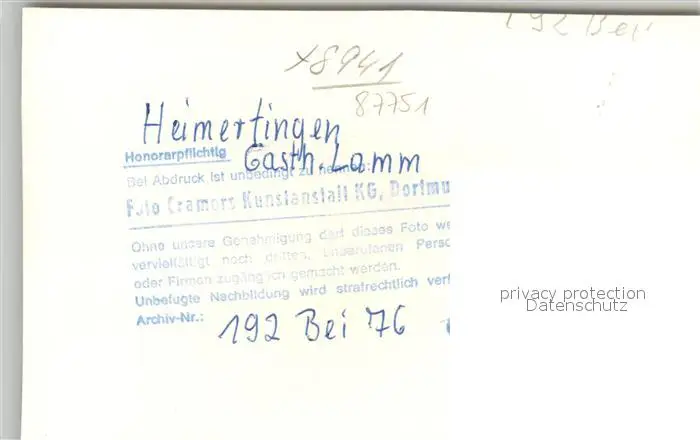 192 Bei
x8941
87751
Heimertingen
Honorarpflichtig
Gasth. Lamm
Bei Abdruck ist unbedingt zu nennen:
Foto Cramers Kunstanstalt KG, Dortmu
Ohne unsere Genehmigung darf dieses Foto we
vervielfältigt noch dritten, unberufenen Perso
oder Firmen zugänglich gemacht werden.
Unbefugte Nachbildung wird strafrechtlich verf
Archiv-Nr.: 192 Bei 76
privacy protection
Datenschutz